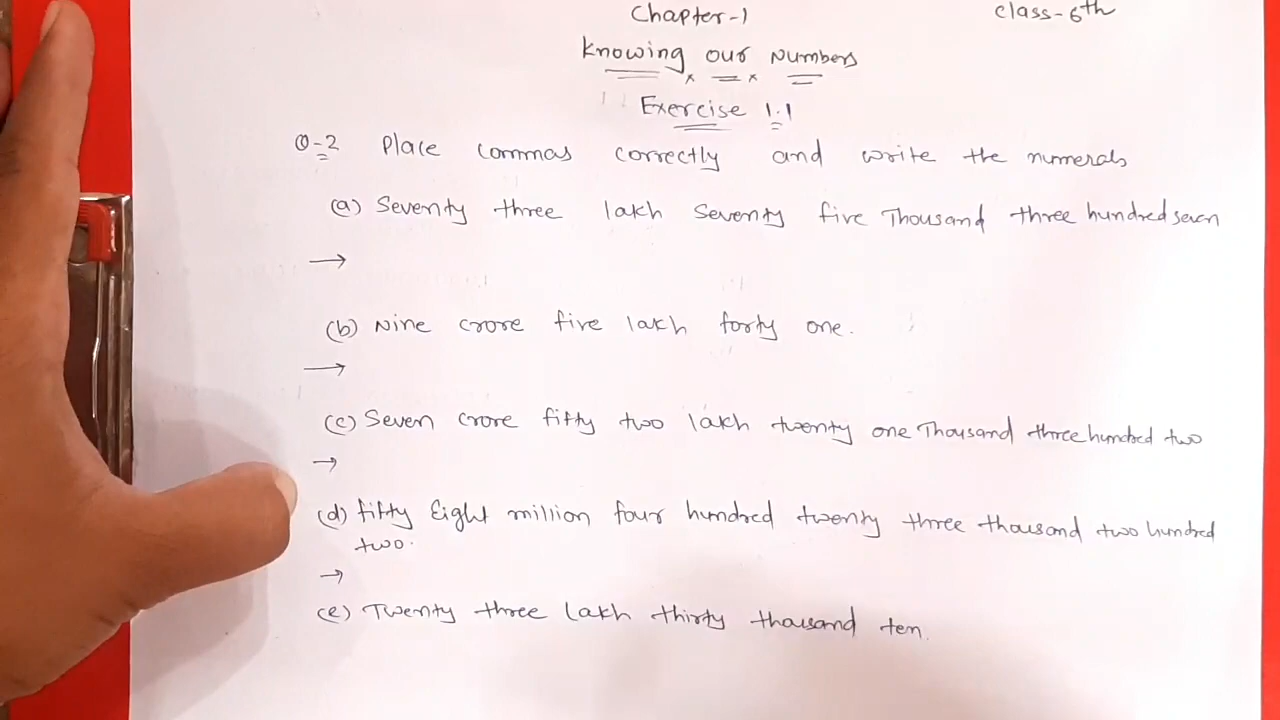 Chapter-1
class-6th
Knowing our Numbers
Exercise 1.1
Q-2 Place commas correctly and write the numerals
(a) Seventy three lakh Seventy five Thousand three hundred seven
→
(b) Nine crore five lakh forty one.
→
(c) Seven crore fifty two lakh twenty one Thousand three hundred two
→
(d) fifty Eight million four hundred twenty three thousand two hundred
two.
→
(e) Twenty three lakh thirty thousand ten.